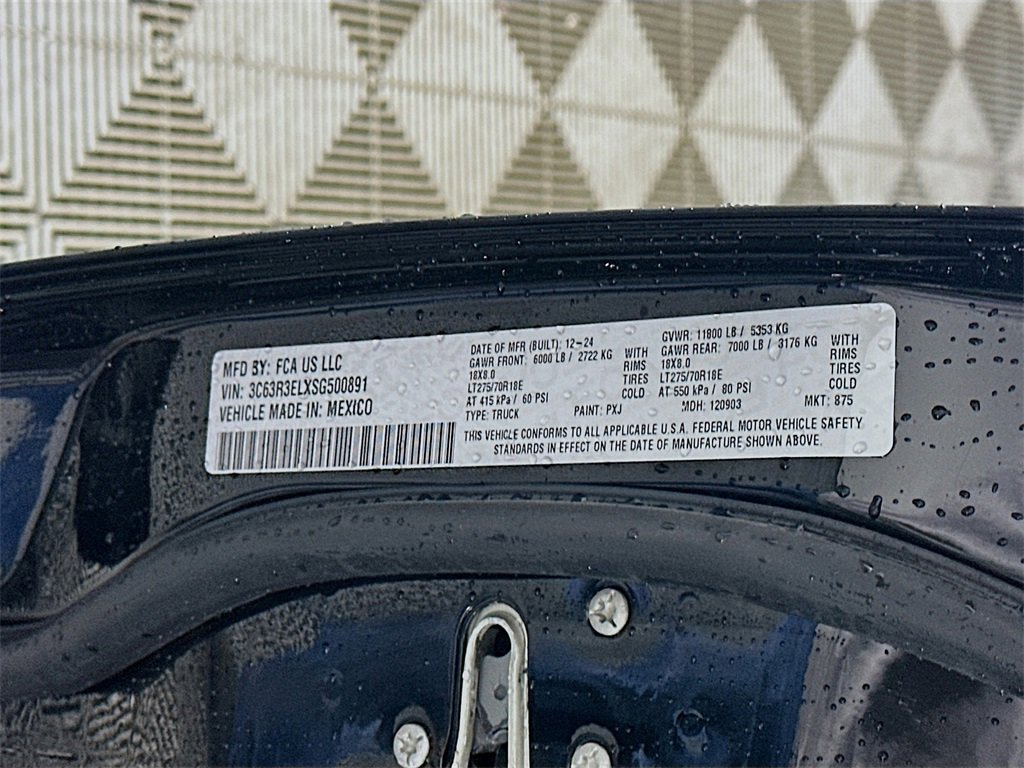 MFD BY: FCA US LLC
VIN: 3C63R3ELXSG500891
VEHICLE MADE IN: MEXICO
DATE OF MFR (BUILT): 12-24
GAWR FRONT: 6000 LB / 2722 KG
18X8.0
LT275/70R18E
AT 415 kPa / 60 PSI
WITH
RIMS
TIRES
COLD
GVWR: 11800 LB / 5353 KG
GAWR REAR: 7000 LB / 3176 KG
18X8.0
LT275/70R18E
AT 550 kPa / 80 PSI
WITH
RIMS
TIRES
COLD
TYPE: TRUCK PAINT: PXJ MDH: 120903 MKT: 875
THIS VEHICLE CONFORMS TO ALL APPLICABLE U.S.A. FEDERAL MOTOR VEHICLE SAFETY
STANDARDS IN EFFECT ON THE DATE OF MANUFACTURE SHOWN ABOVE.